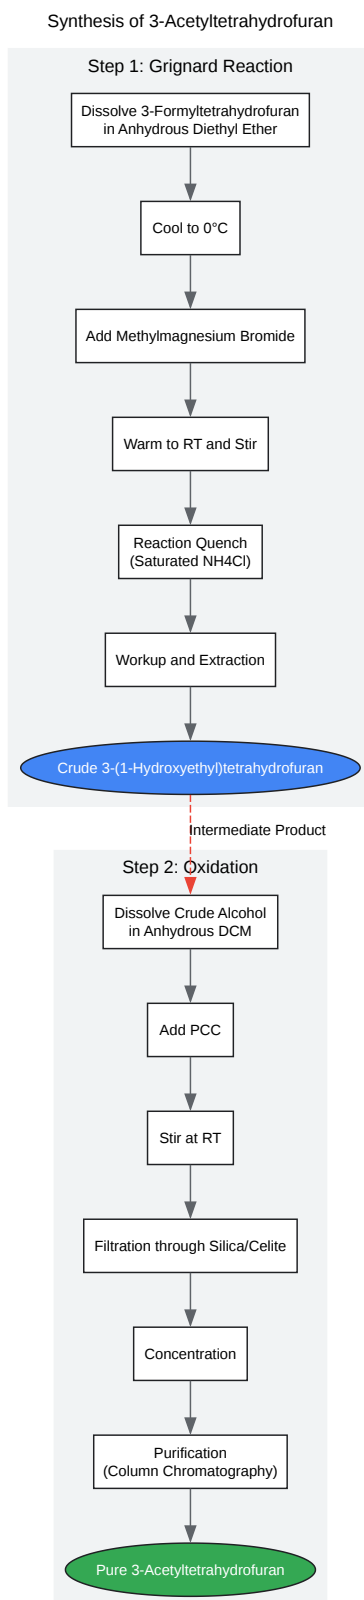 Synthesis of 3-Acetyltetrahydrofuran
Step 1: Grignard Reaction
Dissolve 3-Formyltetrahydrofuran
in Anhydrous Diethyl Ether
Cool to 0°C
Add Methylmagnesium Bromide
Warm to RT and Stir
Reaction Quench
(Saturated NH4Cl)
Workup and Extraction
Crude 3-(1-Hydroxyethyl)tetrahydrofuran
Intermediate Product
Step 2: Oxidation
Dissolve Crude Alcohol
in Anhydrous DCM
Add PCC
Stir at RT
Filtration through Silica/Celite
Concentration
Purification
(Column Chromatography)
Pure 3-Acetyltetrahydrofuran